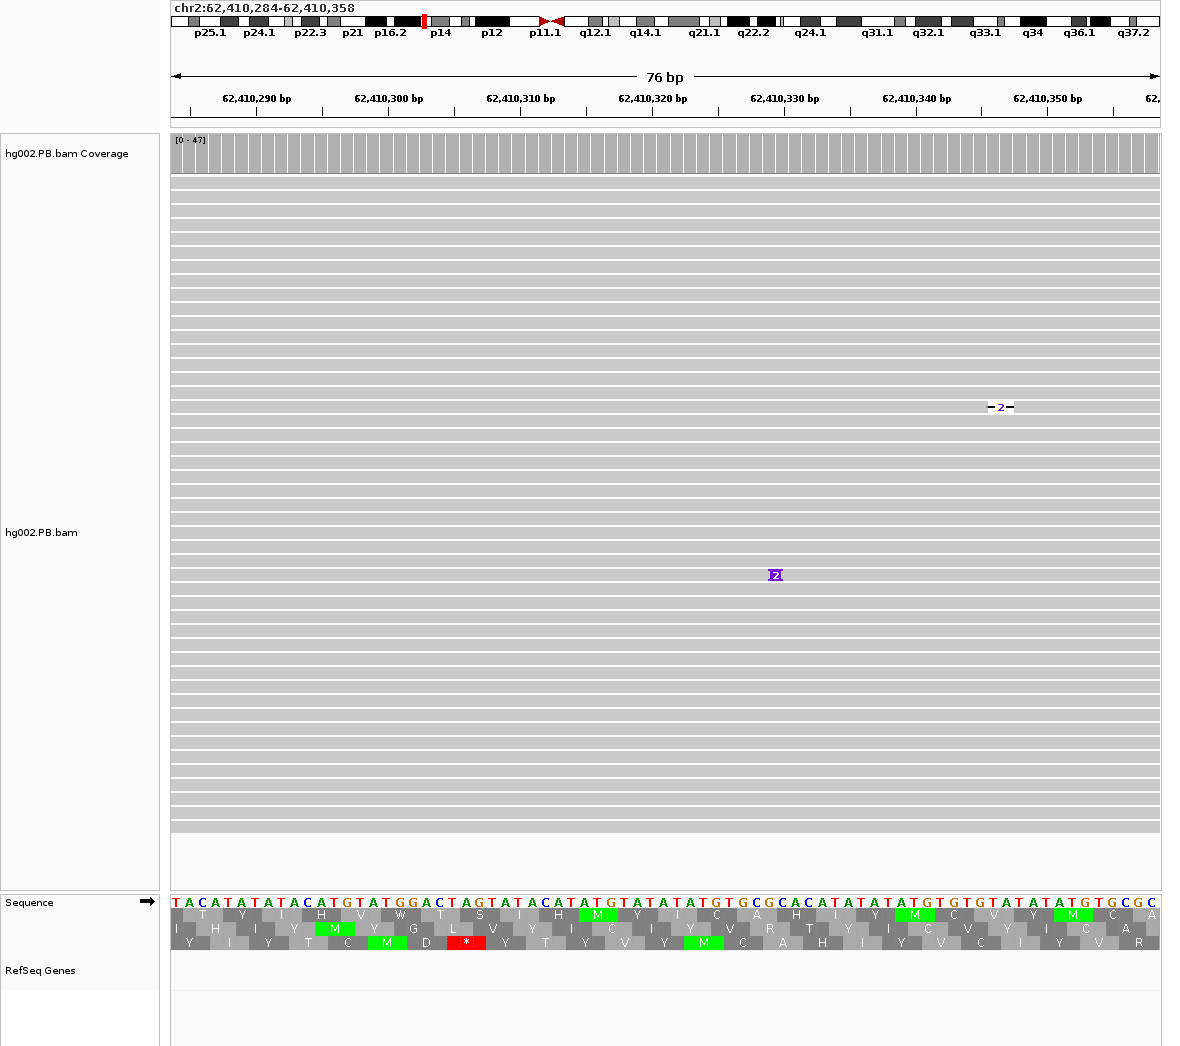 chr2:62,410,284-62,410,358
p25.1 p24.1 p22.3 p21 p16.2 p14 p12 p11.1 q12.1 q14.1 q21.1 q22.2 q24.1 q31.1 q32.1 q33.1 q34 q36.1 q37.2
76 bp
62,410,290 bp 62,410,300 bp 62,410,310 bp 62,410,320 bp 62,410,330 bp 62,410,340 bp 62,410,350 bp 62,
hg002.PB.bam Coverage
[0 - 47]
2
hg002.PB.bam
2
Sequence
T A C A T A T A T A C A T G T A T G G A C T A G T A T A C A T A T G T A T A T A T G T G C G C A C A T A T A T A T G T G T G T A T A T A T G T G C G C
T Y I H V W T S I H M Y I C A H I Y M C V Y M C A
I H I Y M Y G L V Y I C I Y V R T Y I C V Y I C A
Y I Y T C M D * Y T Y V Y M C A H I Y V C I Y V R
RefSeq Genes